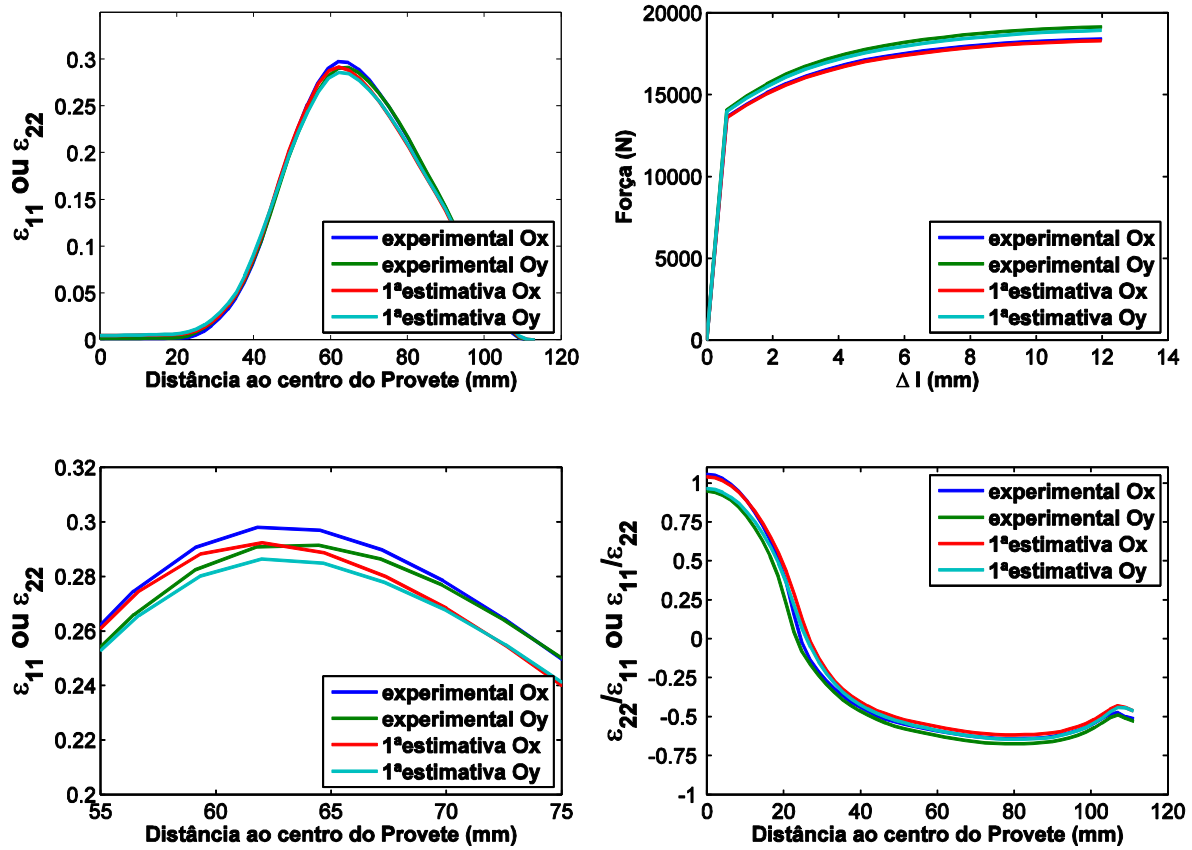 ε11 ou ε22
0.3
0.25
0.2
0.15
0.1
0.05
0
0 20 40 60 80 100 120
Distância ao centro do Provete (mm)
experimental Ox
experimental Oy
1ªestimativa Ox
1ªestimativa Oy
Força (N)
20000
15000
10000
5000
0
0 2 4 6 8 10 12 14
Δ l (mm)
experimental Ox
experimental Oy
1ªestimativa Ox
1ªestimativa Oy
ε11 ou ε22
0.32
0.3
0.28
0.26
0.24
0.22
0.2
55 60 65 70 75
Distância ao centro do Provete (mm)
experimental Ox
experimental Oy
1ªestimativa Ox
1ªestimativa Oy
ε22/ε11 ou ε11/ε22
1
0.75
0.5
0.25
0
-0.25
-0.5
-0.75
-1
0 20 40 60 80 100 120
Distância ao centro do Provete (mm)
experimental Ox
experimental Oy
1ªestimativa Ox
1ªestimativa Oy